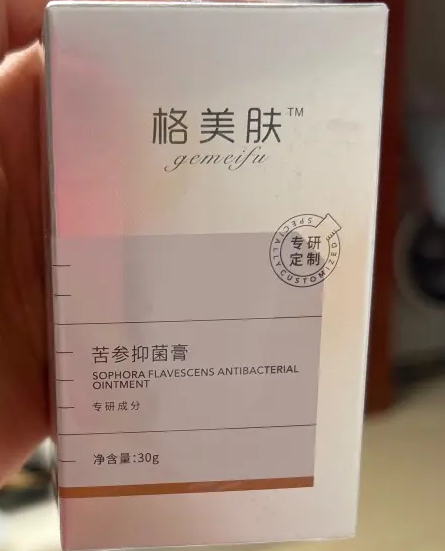 格美肤™
gemeifu
SPECIALLY CUSTOMIZED
专研
定制
苦参抑菌膏
SOPHORA FLAVESCENS ANTIBACTERIAL
OINTMENT
专研成分
净含量:30g